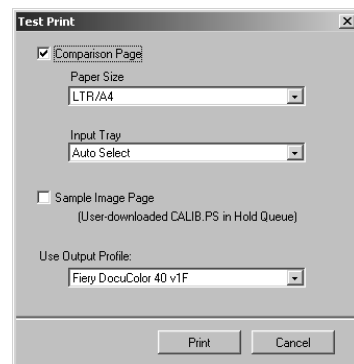 Test Print
Comparison Page
Paper Size
LTR/A4
Input Tray
Auto Select
Sample Image Page
(User-downloaded CALIB.PS in Hold Queue)
Use Output Profile:
Fiery DocuColor 40 v1F
Print Cancel